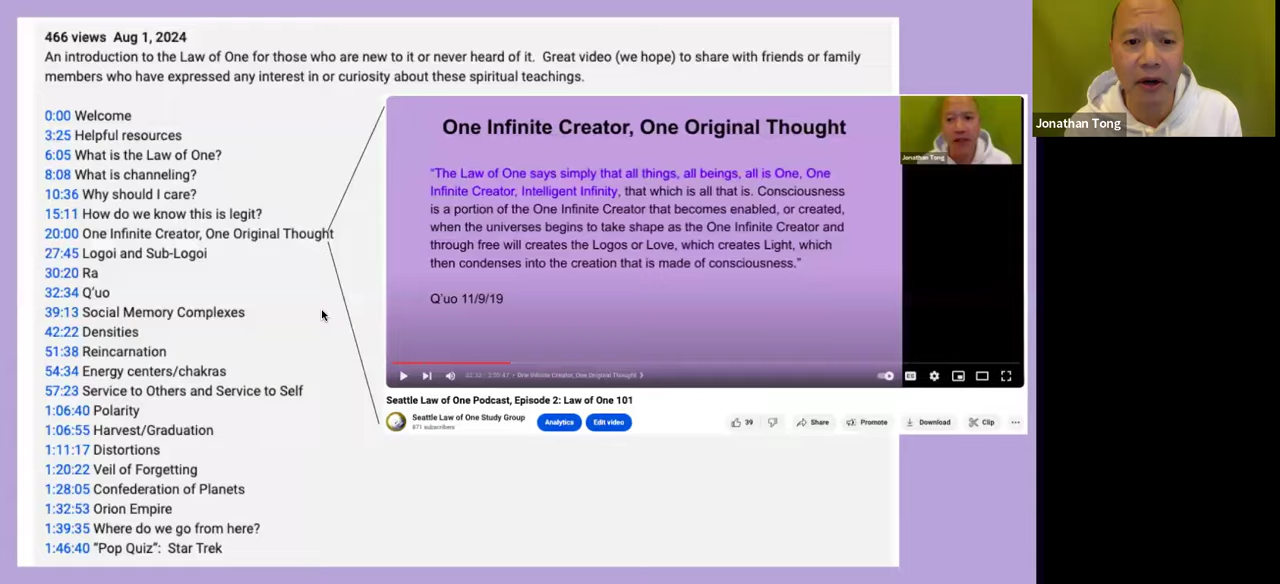 466 views  Aug 1, 2024
An introduction to the Law of One for those who are new to it or never heard of it.  Great video (we hope) to share with friends or family
members who have expressed any interest in or curiosity about these spiritual teachings.
0:00 Welcome
3:25 Helpful resources
6:05 What is the Law of One?
8:08 What is channeling?
10:36 Why should I care?
15:11 How do we know this is legit?
20:00 One Infinite Creator, One Original Thought
27:45 Logoi and Sub-Logoi
30:20 Ra
32:34 Q'uo
39:13 Social Memory Complexes
42:22 Densities
51:38 Reincarnation
54:34 Energy centers/chakras
57:23 Service to Others and Service to Self
1:06:40 Polarity
1:06:55 Harvest/Graduation
1:11:17 Distortions
1:20:22 Veil of Forgetting
1:28:05 Confederation of Planets
1:32:53 Orion Empire
1:39:35 Where do we go from here?
1:46:40 “Pop Quiz”:  Star Trek
One Infinite Creator, One Original Thought
“The Law of One says simply that all things, all beings, all is One, One
Infinite Creator, Intelligent Infinity, that which is all that is. Consciousness
is a portion of the One Infinite Creator that becomes enabled, or created,
when the universes begins to take shape as the One Infinite Creator and
through free will creates the Logos or Love, which creates Light, which
then condenses into the creation that is made of consciousness.”
Q'uo 11/9/19
Jonathan Tong
One Infinite Creator, One Original Thought
Seattle Law of One Podcast, Episode 2: Law of One 101
Seattle Law of One Study Group
871 subscribers
Analytics
Edit video
39
Share
Promote
Download
Clip
Jonathan Tong